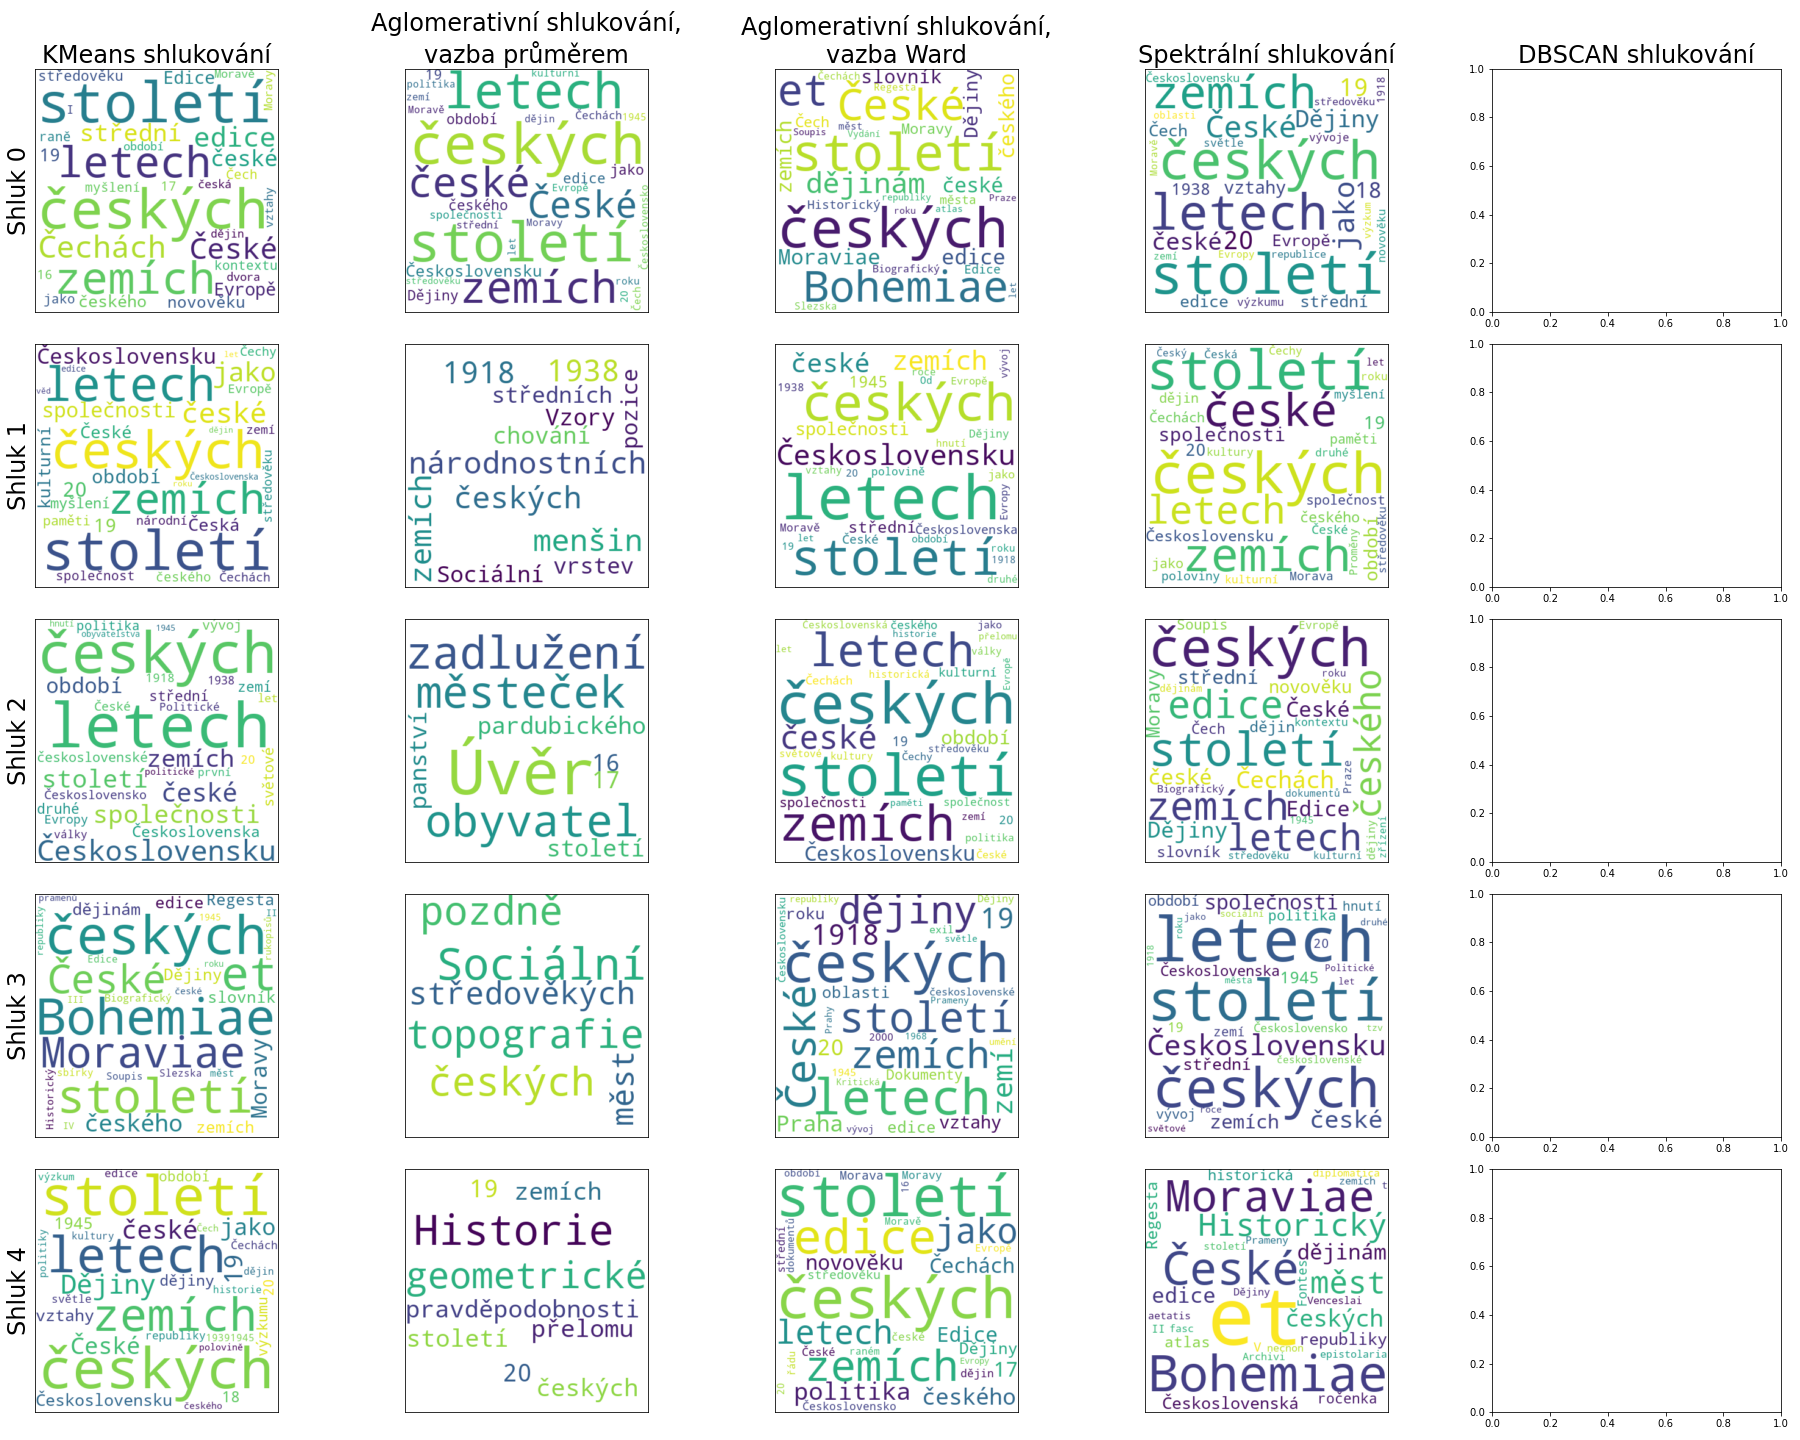 Aglomerativní shlukování,
Aglomerativní shlukování,
KMeans shlukování
vazba průměrem
vazba Ward
Spektrální shlukování
DBSCAN shlukování
Shluk 0
středověku Edice Moravě
století
I
Moravy
raně střední edice
období
19 letech české
Čech
myšlení 17 česká
českých
vztahy
dějin
Čechách České
kontextu
16 zemích dvora
Evropě
jako českého novověku
19 kulturní
politika letech
zemí
Moravě
období dějin Čechách 1945
českých
české edice jako
Evropě
českého České
společnosti
střední Moravy
století
let
Československo
Československu
středověku
Dějiny zemích roku
20
Čech
Čechách slovník
et Regesta
České
Dějiny
českého
Čech
Soupis měst Moravy
Vydání
zemích
století
dějinám české
republiky
Historický města Praze
roku atlas
českých
Moraviae edice
Biografický Edice
Bohemiae
let
Slezska
Československu
zemích 19
1918
středověku
oblasti
Čech České Dějiny
světle vývoje
českých
Moravě
1938 vztahy 18
letech jako
výzkum
novověku
české 20 Evropě
zemí Evropy republice
století
edice výzkumu střední
1.0
0.8
0.6
0.4
0.2
0.0
0.0 0.2 0.4 0.6 0.8 1.0
Shluk 1
Československu let Čechy
edice
letech jako
věd Evropě
společnosti české
České dějin zemí
kulturní
českých
období Československa
20 roku
středověku
myšlení zemích
paměti 19 národní Česká
století
společnost českého Čechách
1918 1938
středních
Vzory
pozice
chování
národnostních
českých
zemích
menšin
Sociální vrstev
české zemích
vývoj
roce
1938 1945 Od Evropě
českých
společnosti Dějiny
hnutí
Československu
vztahy 20 polovině jako
letech
Evropy
Moravě střední Československa
let České období
19 století roku
1918
druhé
Český Česká Čechy
století let
roku
dějin myšlení
české
Čechách 19
společnosti paměti
20 kultury druhé
českých
společnost
letech českého
České
Československu
Proměny
období
středověku
jako zemích
poloviny kulturní Morava
1.0
0.8
0.6
0.4
0.2
0.0
0.0 0.2 0.4 0.6 0.8 1.0
Shluk 2
hnutí politika 1945 vývoj
obyvatelstva
českých
období 1918 1938 zemí
střední let
České Politické
letech
československé zemích 20
politické první
století
světové
Československo české
druhé
Evropy společnosti
války Československa
Československu
zadlužení
městeček
pardubického
panství
Úvěr 16
17
obyvatel
století
Československá českého jako
historie přelomu
let letech války
historická kulturní
Čechách
Evropě
českých
české 19 období
středověku
světové kultury Čechy
století
společnosti paměti společnost
zemích zemí 20
politika
Československu České
Soupis Evropě
českých
střední roku
dějinám novověku
Moravy
edice České
českého
Čech dějin kontextu
století
české Čechách
Praze
Biografický dokumentů
zemích Edice
1945
Dějiny letech
dějiny
zřízení
slovník středověku kulturní
1.0
0.8
0.6
0.4
0.2
0.0
0.0 0.2 0.4 0.6 0.8 1.0
Shluk 3
pramenů edice Regesta
dějinám II
1945
českých
republiky
rukopisů
Edice roku
České Dějiny et
III Biografický české slovník
Bohemiae
Moraviae
Moravy
sbírky Soupis Slezska měst
Historický
století
IV českého zemích
pozdně
Sociální
středověkých
topografie
českých
měst
republiky dějiny Dějiny
roku 19
1918 exil
světle
Československu
českých
oblasti československé
Prameny
České
Prahy
století
2000 1968
20 zemích umění
1945
Kritická Dokumenty
zemí
letech
Praha vývoj edice vztahy
období společnosti hnutí
jako sociální politika druhé
letech
roku
1918
20
Československa Politické
města 1945 let
století
19 zemí Československo tzv
Československu
střední československé
českých
vývoj roce
zemích české
světové
1.0
0.8
0.6
0.4
0.2
0.0
0.0 0.2 0.4 0.6 0.8 1.0
Shluk 4
výzkum edice období
století
1945 české Čech jako
kultury
politiky
letech Čechách
19
Dějiny dějiny dějin
historie
světle 20
vztahy zemích
výzkumu
republiky 19391945
České polovině
českých
Československu 18
českého
19 zemích
Historie
geometrické
pravděpodobnosti
století přelomu
20 českých
období Morava Moravy
století
16
Moravě
střední
dokumentů
edice jako
Evropě
novověku Čechách
středověku
českých
letech české Edice
České raném Dějiny
řádu
zemích Evropy
dějin 17
20
politika českého
Československo
historická diplomatica
zemích t
Moraviae
Regesta
Historický
století Prameny
České dějinám
Fontes
měst
edice Dějiny
Venceslai
aetatis et českých
II fasc
atlas V necnon republiky
Archivi epistolaria
Bohemiae
Československá ročenka
1.0
0.8
0.6
0.4
0.2
0.0
0.0 0.2 0.4 0.6 0.8 1.0